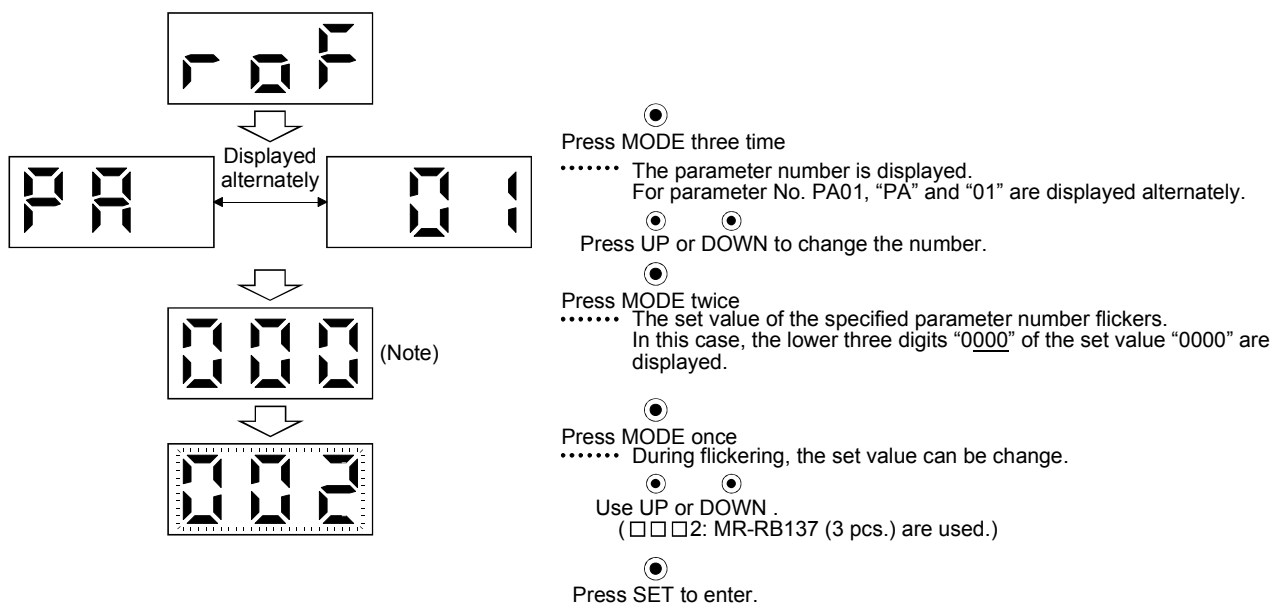 roF
Press MODE three time
Displayed
alternately
PA
01
....... The parameter number is displayed.
For parameter No. PA01, “PA” and “01” are displayed alternately.
Press UP or DOWN to change the number.
Press MODE twice
000
(Note)
....... The set value of the specified parameter number flickers.
In this case, the lower three digits “0000” of the set value “0000” are
displayed.
Press MODE once
002
....... During flickering, the set value can be change.
Use UP or DOWN .
(□□□2: MR-RB137 (3 pcs.) are used.)
Press SET to enter.